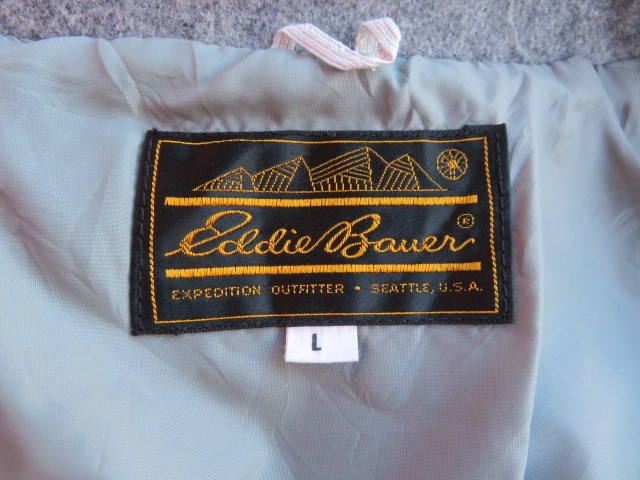 Eddie Bauer®
EXPEDITION OUTFITTER • SEATTLE, U.S.A.
L